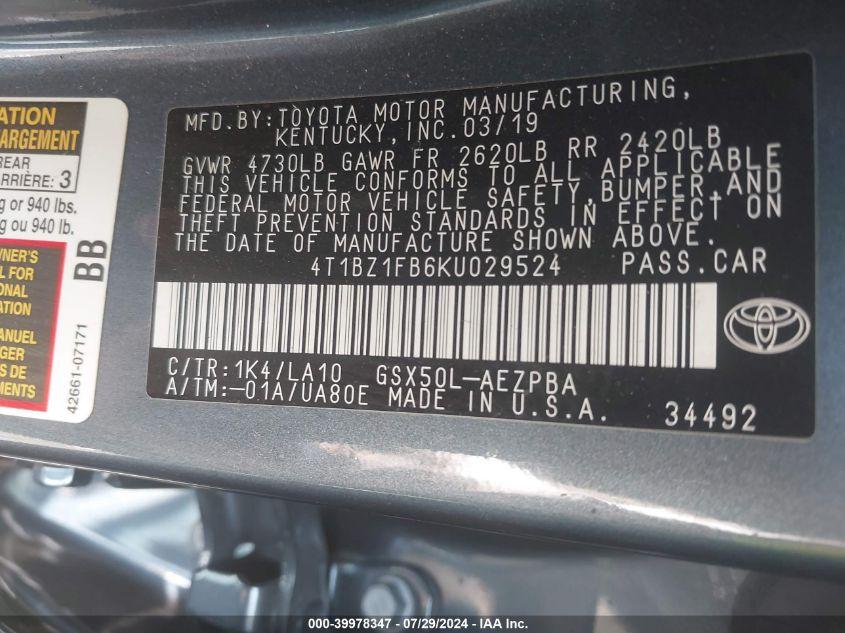 ATION
ARGEMENT
REAR
ARRIÈRE: 3
g or 940 lbs.
g ou 940 lb.
BB
WNER'S
L FOR
ONAL
ATION
ANUEL
GER
S DE
MENTS
42661-07171
MFD.BY:TOYOTA MOTOR MANUFACTURING,
KENTUCKY,INC.03/19
GVWR 4730LB GAWR FR 2620LB RR 2420LB
THIS VEHICLE CONFORMS TO ALL APPLICABLE
FEDERAL MOTOR VEHICLE SAFETY,BUMPER,AND
THEFT PREVENTION STANDARDS IN EFFECT ON
THE DATE OF MANUFACTURE SHOWN ABOVE.
4T1BZ1FB6KU029524 PASS.CAR
C/TR:1K4/LA10 GSX50L-AEZPBA
A/TM:-01A/UA80E MADE IN U.S.A. 34492
000-39978347 / 07/29/2024 - IAA Inc.